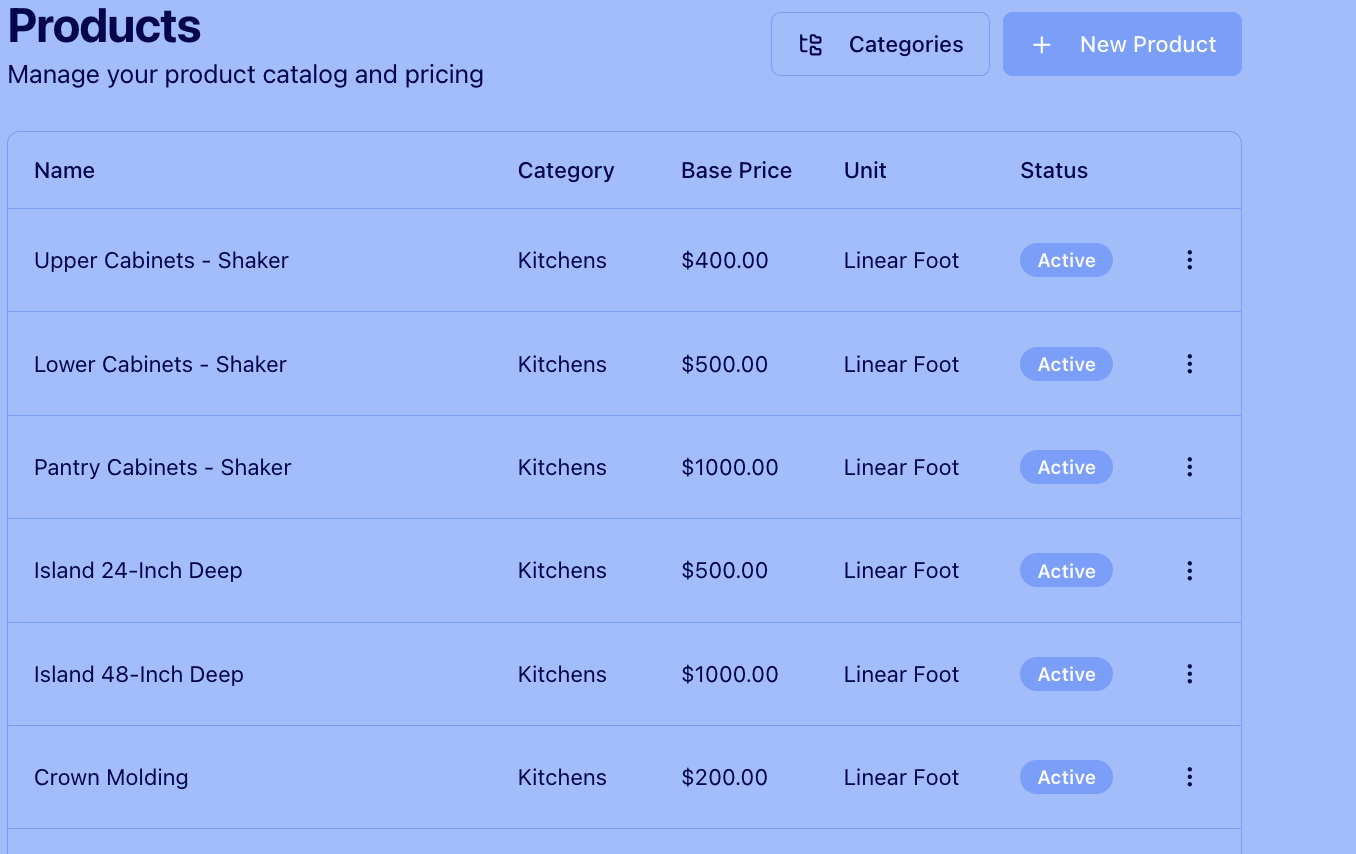 Products
Manage your product catalog and pricing
Categories
New Product
Name Category Base Price Unit Status
Upper Cabinets - Shaker Kitchens $400.00 Linear Foot Active
Lower Cabinets - Shaker Kitchens $500.00 Linear Foot Active
Pantry Cabinets - Shaker Kitchens $1000.00 Linear Foot Active
Island 24-Inch Deep Kitchens $500.00 Linear Foot Active
Island 48-Inch Deep Kitchens $1000.00 Linear Foot Active
Crown Molding Kitchens $200.00 Linear Foot Active